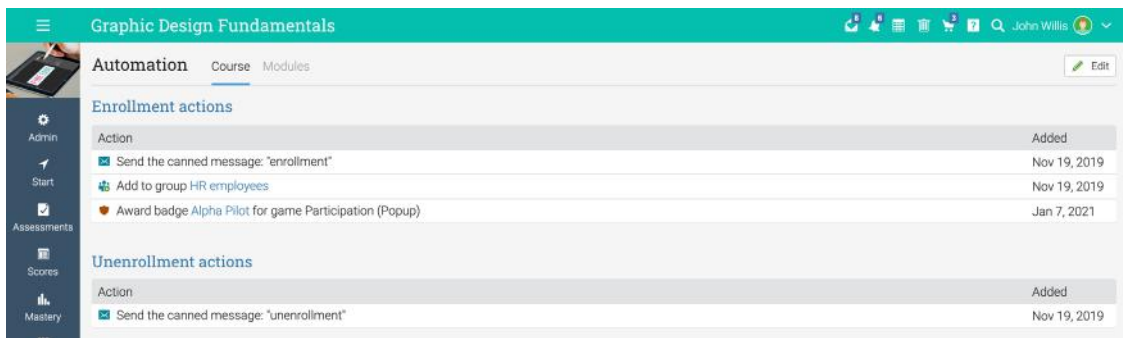 Graphic Design Fundamentals
John Willis
Automation Course Modules
Edit
Enrollment actions
Action Added
Send the canned message: "enrollment" Nov 19, 2019
Add to group HR employees Nov 19, 2019
Award badge Alpha Pilot for game Participation (Popup) Jan 7, 2021
Unenrollment actions
Action Added
Send the canned message: "unenrollment" Nov 19, 2019
Admin
Start
Assessments
Scores
Mastery